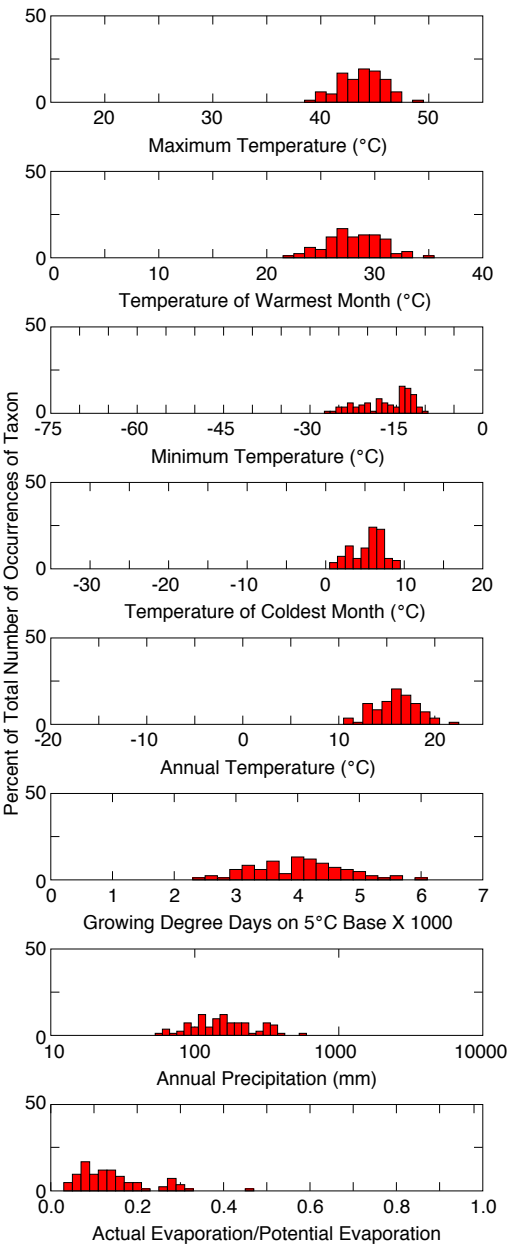 Percent of Total Number of Occurrences of Taxon
50
0
20 30 40 50
Maximum Temperature (°C)
50
0
0 10 20 30 40
Temperature of Warmest Month (°C)
50
0
-75 -60 -45 -30 -15 0
Minimum Temperature (°C)
50
0
-30 -20 -10 0 10 20
Temperature of Coldest Month (°C)
50
0
-20 -10 0 10 20
Annual Temperature (°C)
50
0
0 1 2 3 4 5 6 7
Growing Degree Days on 5°C Base X 1000
50
0
10 100 1000 10000
Annual Precipitation (mm)
50
0
0.0 0.2 0.4 0.6 0.8 1.0
Actual Evaporation/Potential Evaporation